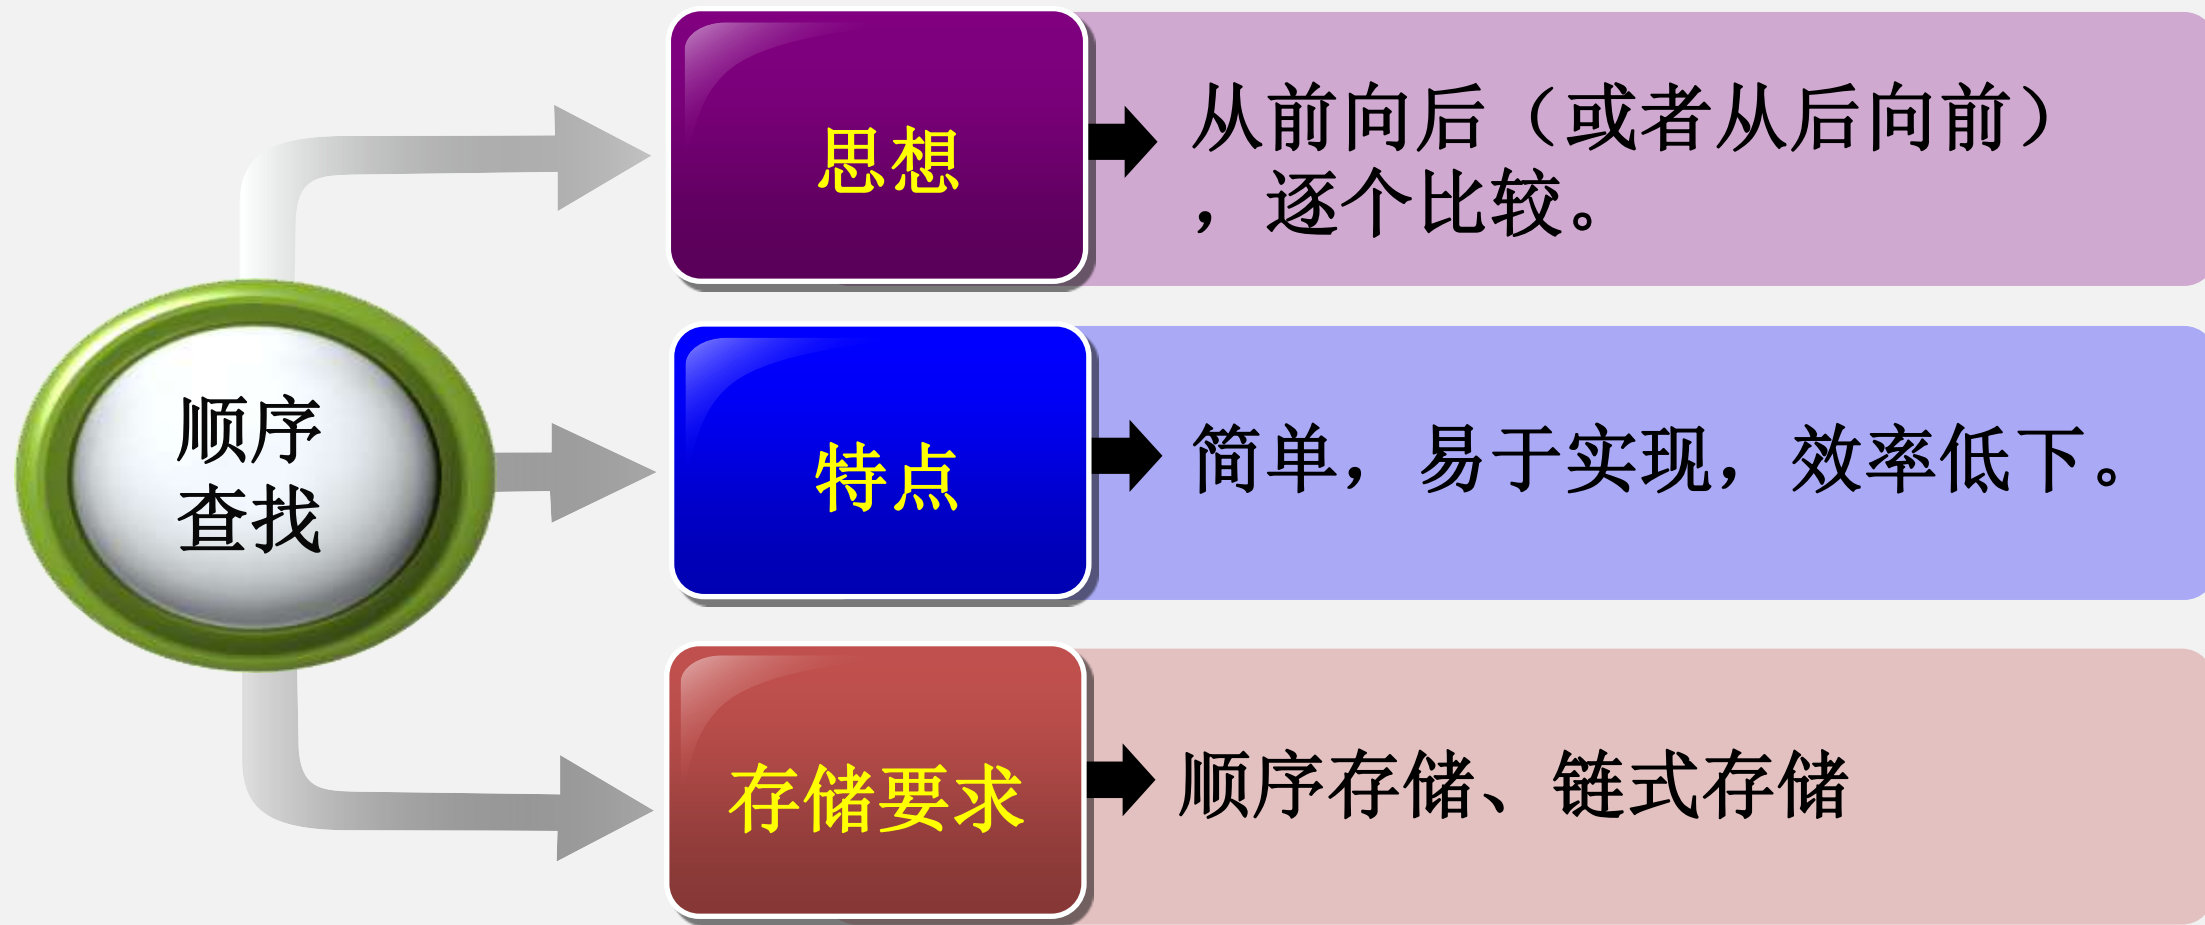 顺序
查找
思想
从前向后（或者从后向前）
，逐个比较。
特点
简单，易于实现，效率低下。
存储要求
顺序存储、链式存储